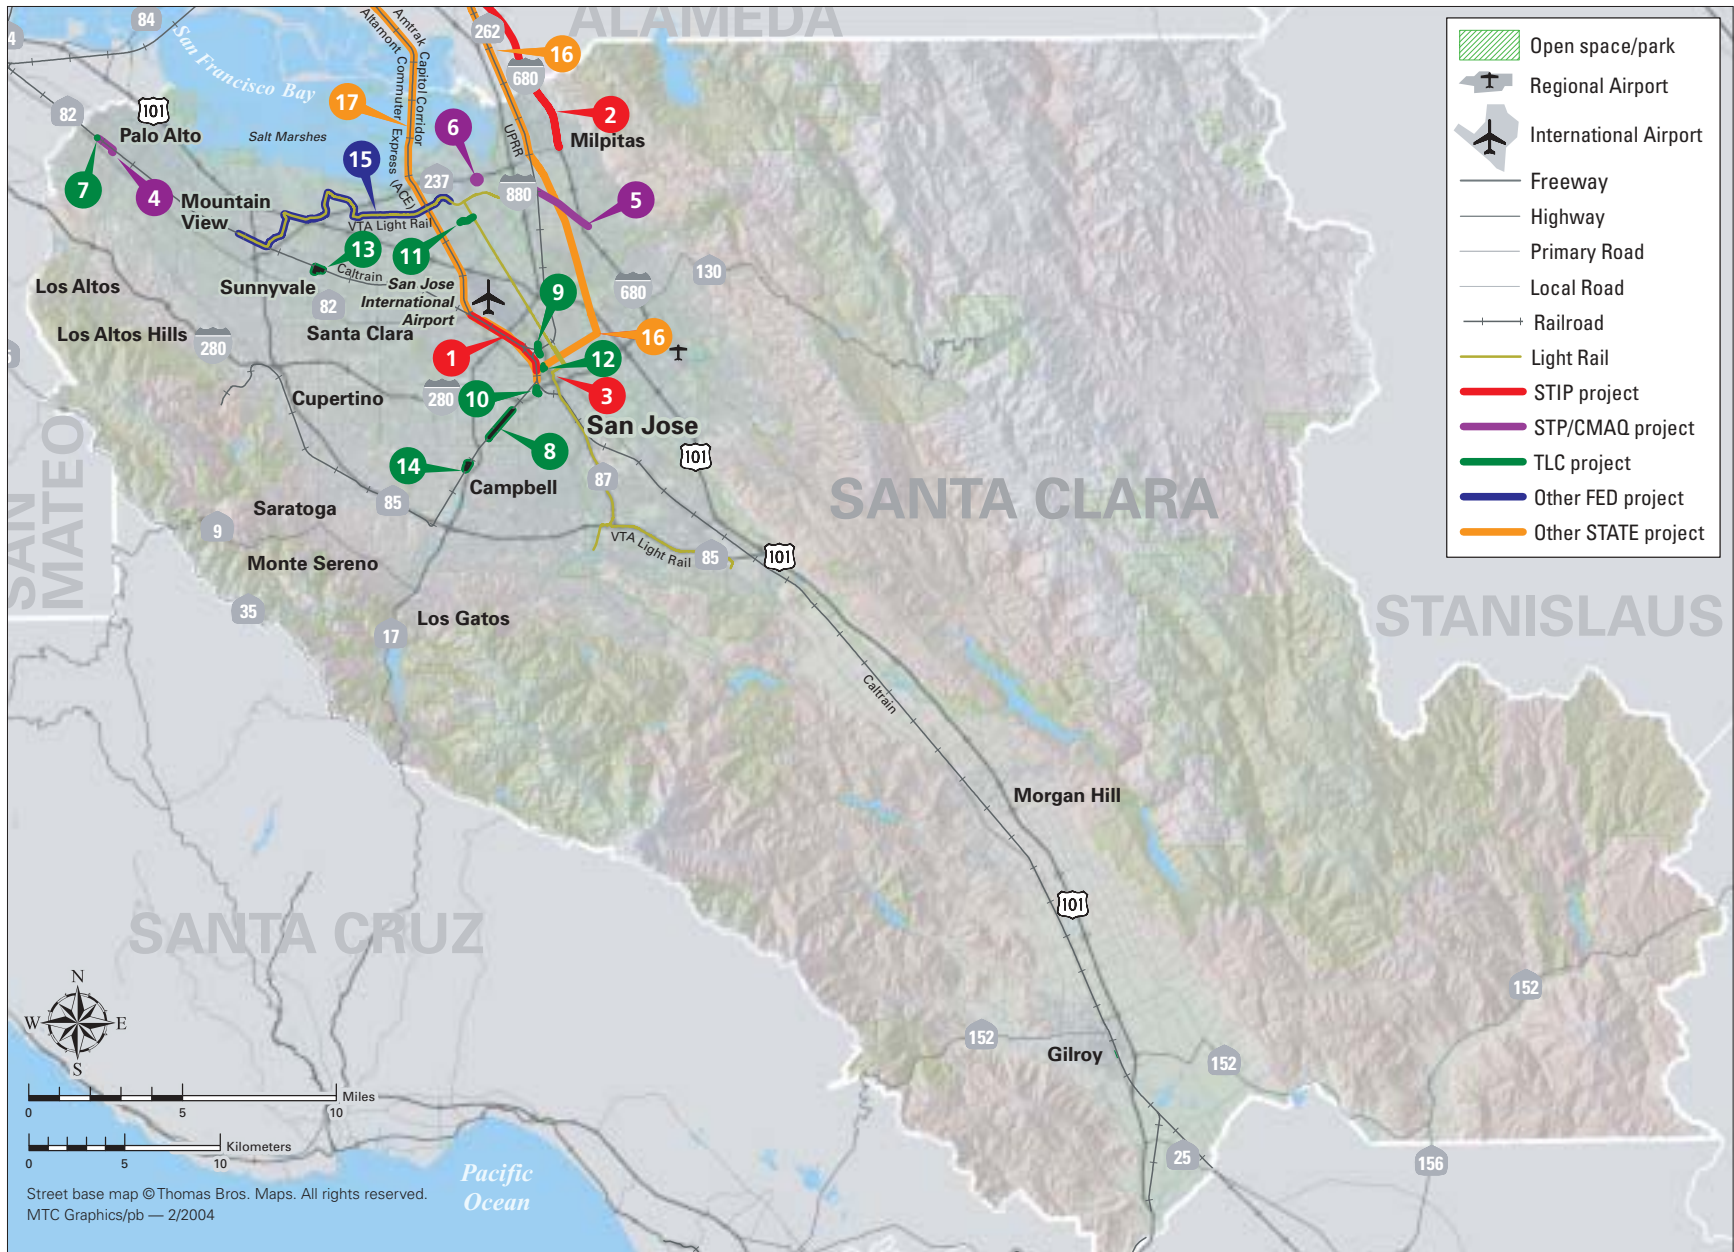 ALAMEDA
84
262
4
San Francisco Bay
Altamont Commuter Express (ACE)
Amtrak Capitol Corridor
16
680
17
101
82
Palo Alto
Salt Marshes
6
2
Milpitas
UPRR
15
237
880
7
4
5
Mountain
View
VTA Light Rail
11
13
Caltrain
Sunnyvale
San Jose
International
Airport
130
680
Los Altos
82
9
Los Altos Hills
280
Santa Clara
16
1
12
Cupertino
280
10
3
San Jose
8
14
101
Campbell
87
SANTA CLARA
85
Saratoga
9
VTA Light Rail
85
101
Monte Sereno
SAN
MATEO
35
Los Gatos
17
STANISLAUS
Caltrain
Morgan Hill
101
SANTA CRUZ
152
152
Gilroy
152
25
156
N
W
E
S
Miles
0
5
10
Kilometers
0
5
10
Pacific
Ocean
Street base map ©Thomas Bros. Maps. All rights reserved.
MTC Graphics/pb — 2/2004
Open space/park
Regional Airport
International Airport
Freeway
Highway
Primary Road
Local Road
Railroad
Light Rail
STIP project
STP/CMAQ project
TLC project
Other FED project
Other STATE project